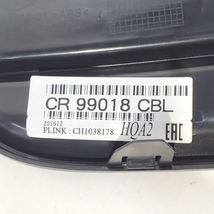 CR 99018 CBL
201612
PLINK : CH1038178 HQA2 EAC